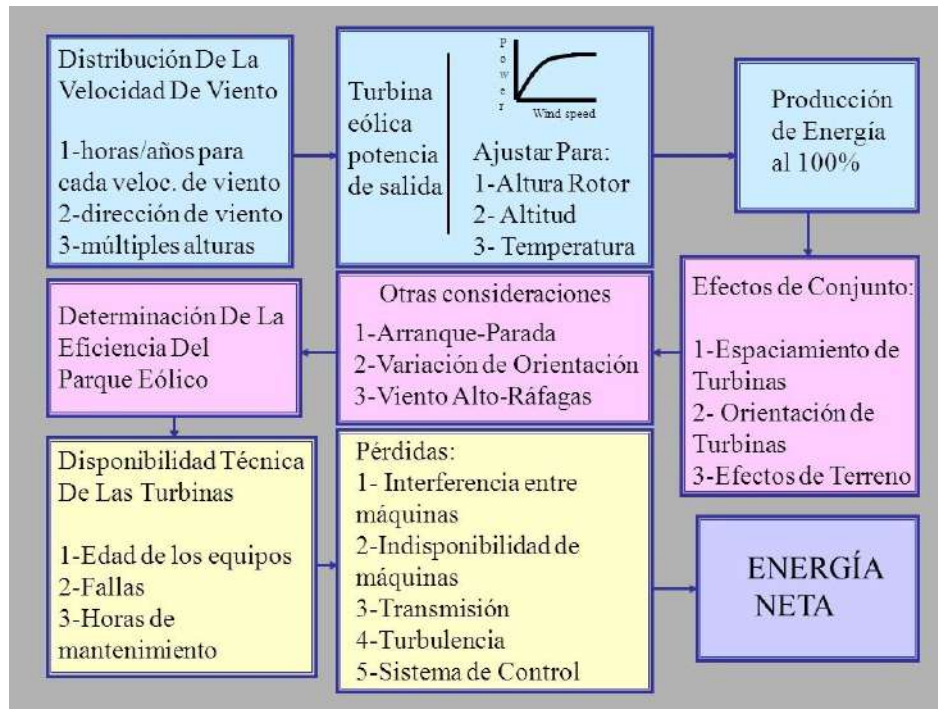 Distribución De La
Velocidad De Viento
1-horas/años para
cada veloc. de viento
2-dirección de viento
3-múltiples alturas
Turbina
eólica
potencia
de salida
Power
Wind speed
Ajustar Para:
1-Altura Rotor
2- Altitud
3- Temperatura
Producción
de Energía
al 100%
Efectos de Conjunto:
1-Espaciamiento de
Turbinas
2- Orientación de
Turbinas
3-Efectos de Terreno
Otras consideraciones
1-Arranque-Parada
2-Variación de Orientación
3-Viento Alto-Ráfagas
Determinación De La
Eficiencia Del
Parque Eólico
Disponibilidad Técnica
De Las Turbinas
1-Edad de los equipos
2-Fallas
3-Horas de
mantenimiento
Pérdidas:
1- Interferencia entre
máquinas
2-Indisponibilidad de
máquinas
3-Transmisión
4-Turbulencia
5-Sistema de Control
ENERGÍA
NETA